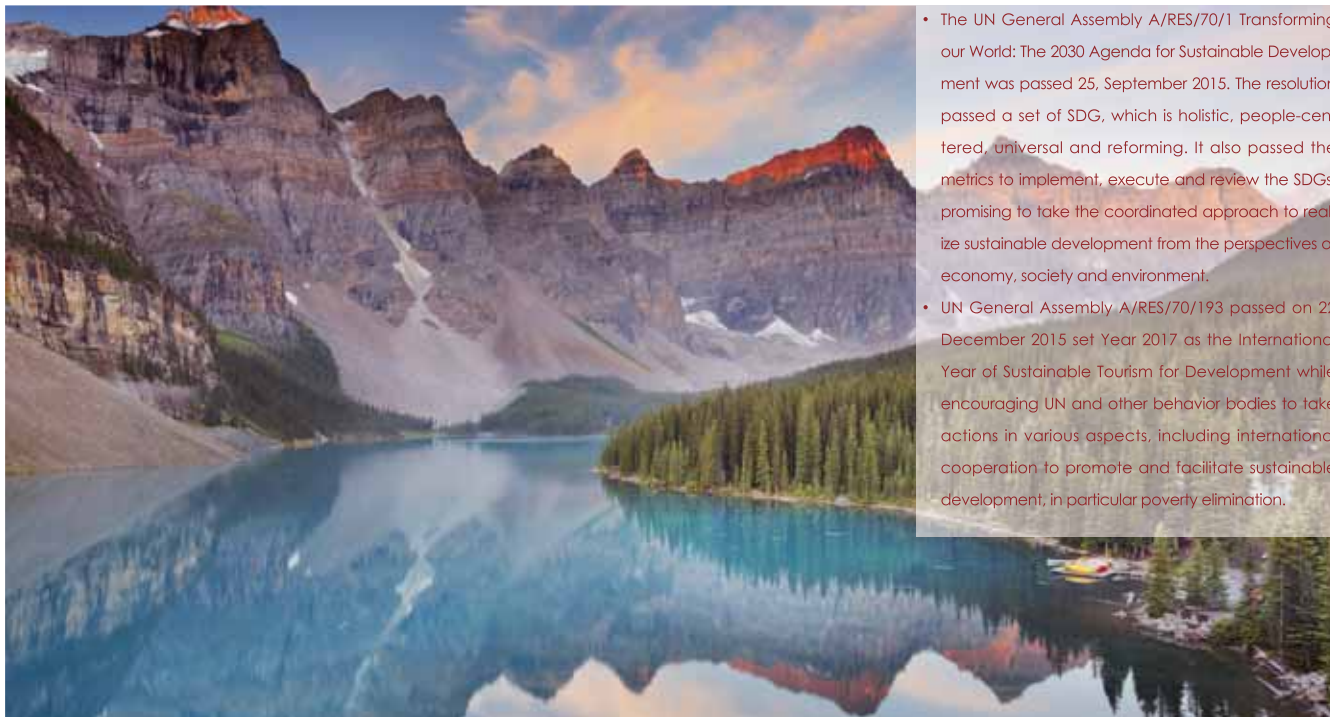 • The UN General Assembly A/RES/70/1 Transforming
our World: The 2030 Agenda for Sustainable Develop
ment was passed 25, September 2015. The resolution
passed a set of SDG, which is holistic, people-cen
tered, universal and reforming. It also passed the
metrics to implement, execute and review the SDGs
promising to take the coordinated approach to real
ize sustainable development from the perspectives o
economy, society and environment.
• UN General Assembly A/RES/70/193 passed on 22
December 2015 set Year 2017 as the Internationa
Year of Sustainable Tourism for Development while
encouraging UN and other behavior bodies to take
actions in various aspects, including internationa
cooperation to promote and facilitate sustainable
development, in particular poverty elimination.